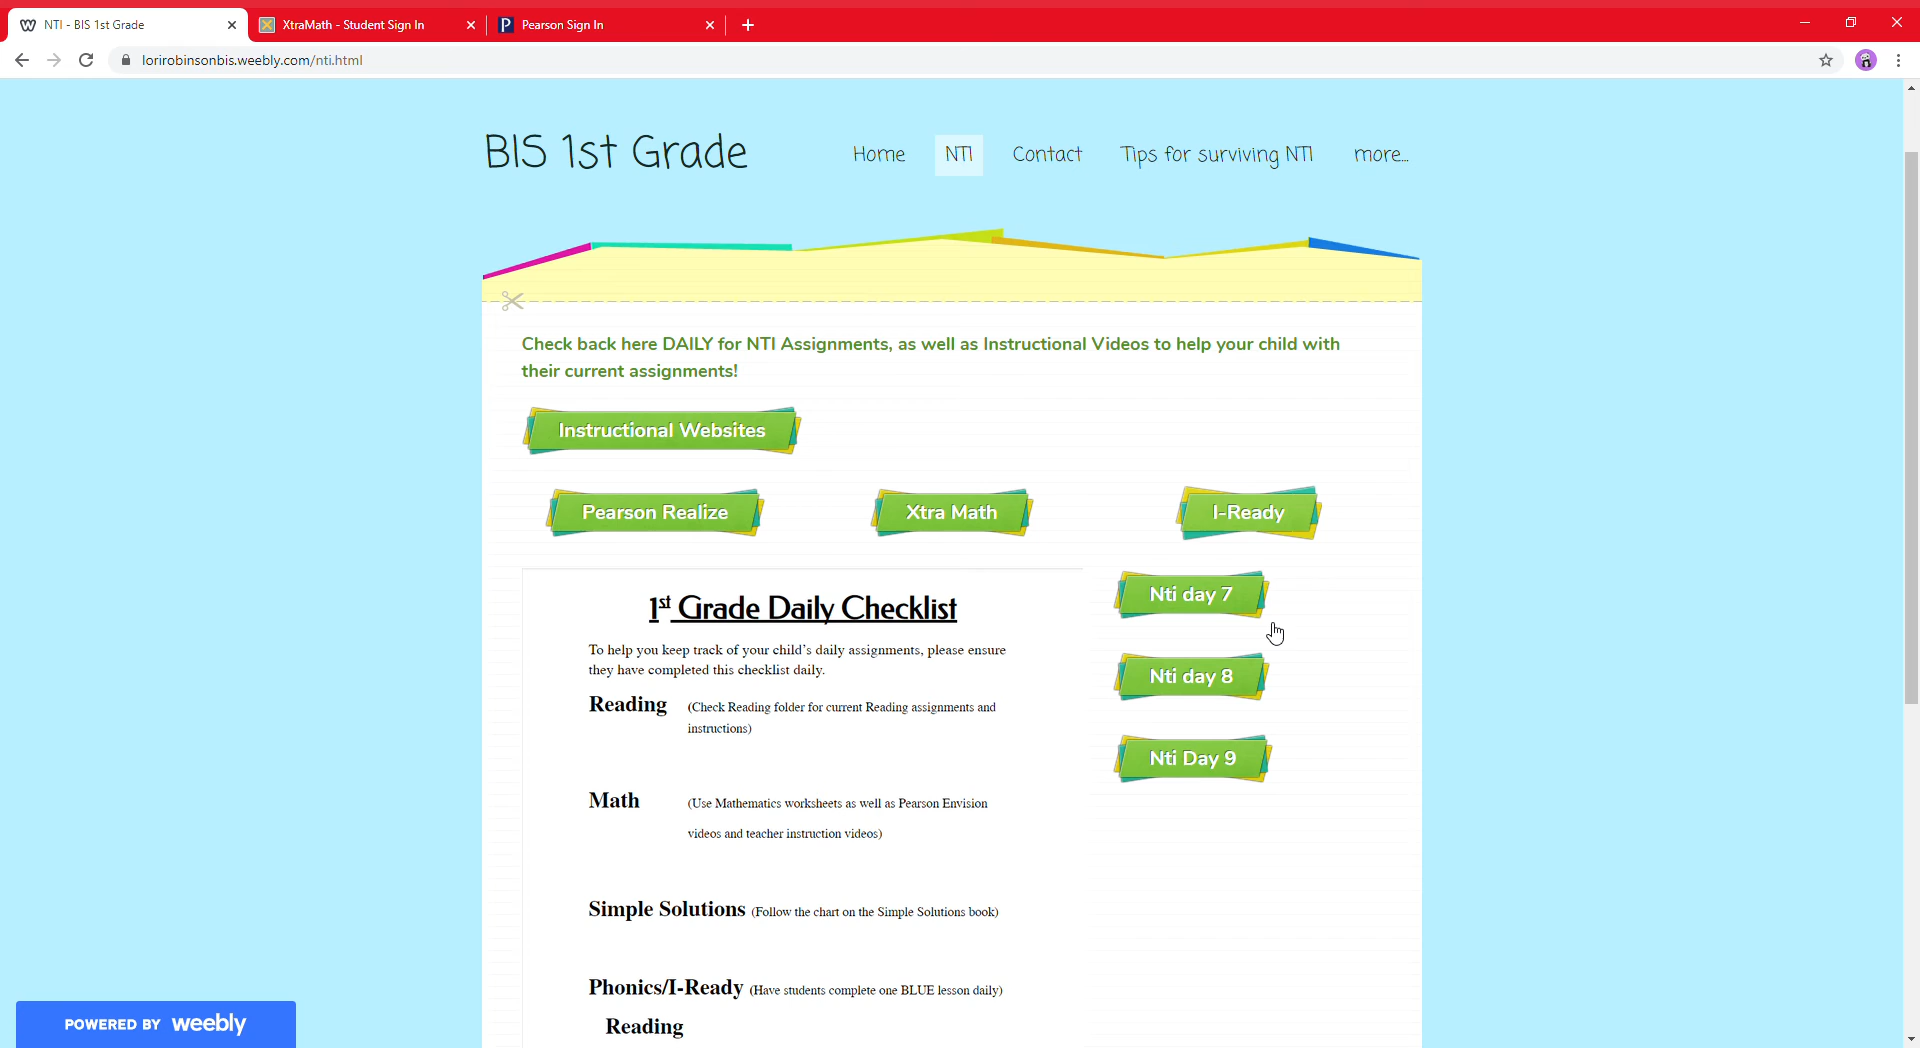 NTI - BIS 1st Grade
XtraMath - Student Sign In
Pearson Sign In
lorirobinsonbis.weebly.com/nti.html
BIS 1st Grade
Home
NTI
Contact
Tips for surviving NTI
more...
Check back here DAILY for NTI Assignments, as well as Instructional Videos to help your child with
their current assignments!
Instructional Websites
Pearson Realize
Xtra Math
I-Ready
1st Grade Daily Checklist
To help you keep track of your child's daily assignments, please ensure
they have completed this checklist daily.
Reading (Check Reading folder for current Reading assignments and
instructions)
Math (Use Mathematics worksheets as well as Pearson Envision
videos and teacher instruction videos)
Simple Solutions (Follow the chart on the Simple Solutions book)
Phonics/I-Ready (Have students complete one BLUE lesson daily)
Reading
Nti day 7
Nti day 8
Nti Day 9
POWERED BY weebly